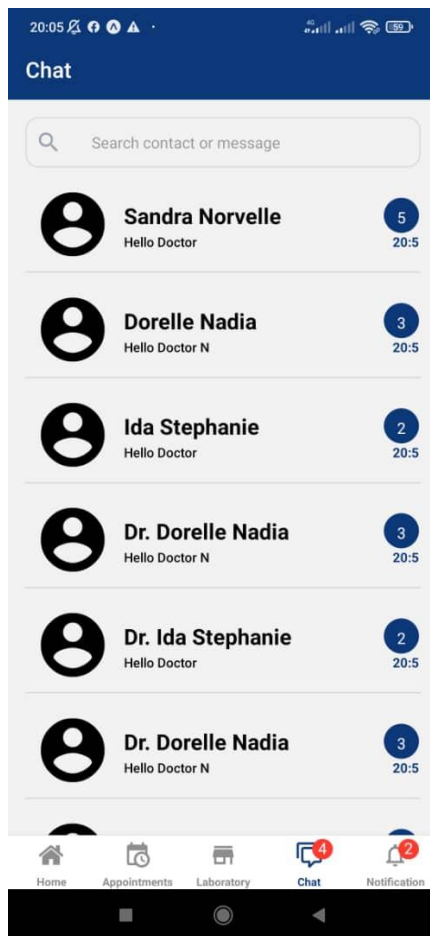 20:05
4G
59
Chat
Search contact or message
Sandra Norvelle
5
Hello Doctor
20:5
Dorelle Nadia
3
Hello Doctor N
20:5
Ida Stephanie
2
Hello Doctor
20:5
Dr. Dorelle Nadia
3
Hello Doctor N
20:5
Dr. Ida Stephanie
2
Hello Doctor
20:5
Dr. Dorelle Nadia
3
Hello Doctor N
20:5
4
2
Home
Appointments
Laboratory
Chat
Notification